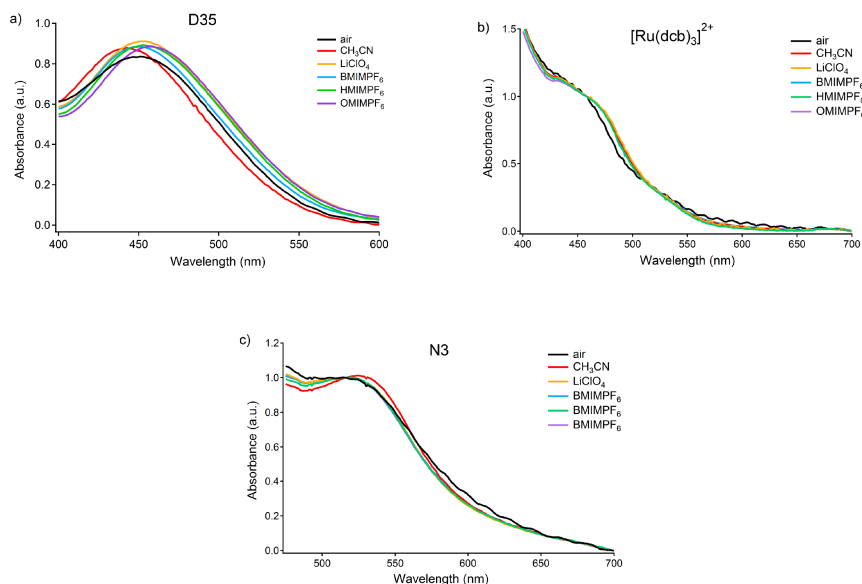 a)
D35
1.0
0.8
0.6
0.4
0.2
0.0
Absorbance (a.u.)
400
450
500
550
600
Wavelength (nm)
air
CH₃CN
LiClO₄
BMIMPF₆
HMIMPF₆
OMIMPF₆
b)
[Ru(dcb)₃]²⁺
1.5
1.0
0.5
0.0
Absorbance (a.u.)
400
450
500
550
600
650
700
Wavelength (nm)
air
CH₃CN
LiClO₄
BMIMPF₆
HMIMPF₆
OMIMPF₆
c)
N3
1.2
1.0
0.8
0.6
0.4
0.2
0.0
Absorbance (a.u.)
500
550
600
650
700
Wavelength (nm)
air
CH₃CN
LiClO₄
BMIMPF₆
BMIMPF₆
BMIMPF₆